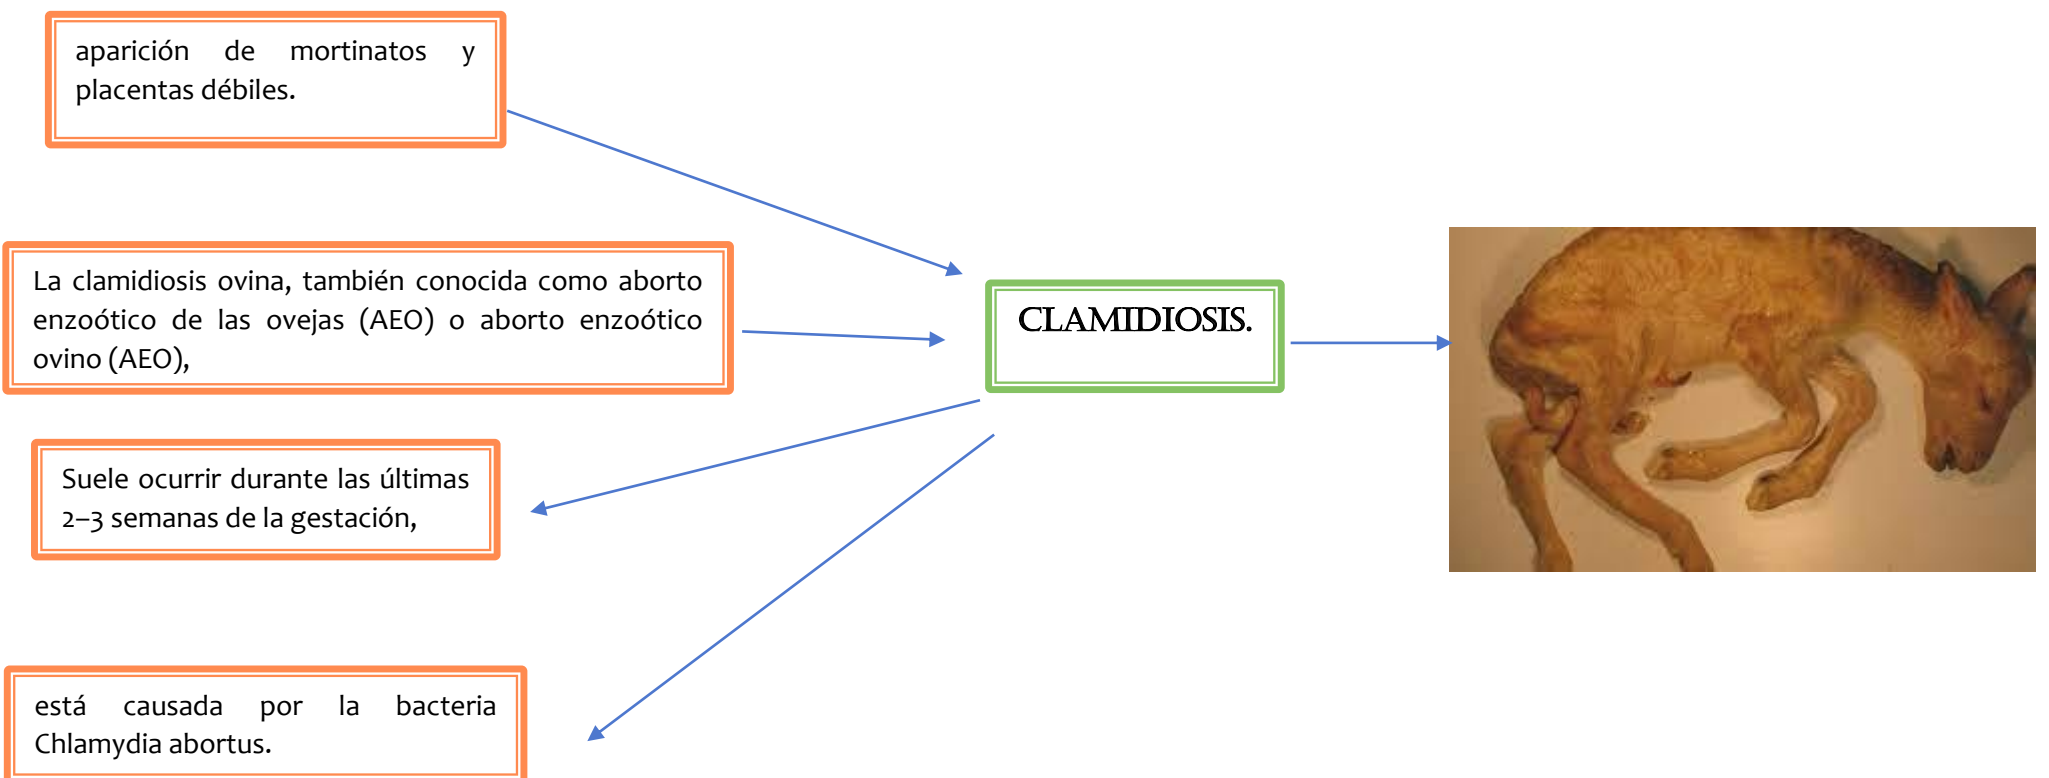 aparición de mortinatos y
placentas débiles.
La clamidiosis ovina, también conocida como aborto
enzoótico de las ovejas (AEO) o aborto enzoótico
ovino (AEO),
CLAMIDIOSIS.
Suele ocurrir durante las últimas
2–3 semanas de la gestación,
está causada por la bacteria
Chlamydia abortus.